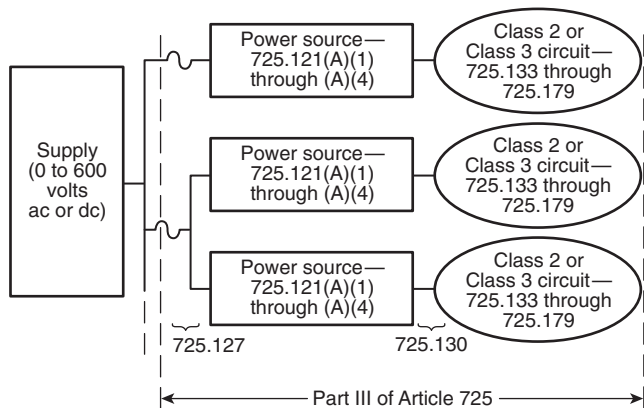 Supply
(0 to 600
volts
ac or dc)
Power source—
725.121(A)(1)
through (A)(4)
Class 2 or
Class 3 circuit—
725.133 through
725.179
Power source—
725.121(A)(1)
through (A)(4)
Class 2 or
Class 3 circuit—
725.133 through
725.179
Power source—
725.121(A)(1)
through (A)(4)
Class 2 or
Class 3 circuit—
725.133 through
725.179
725.127
725.130
Part III of Article 725